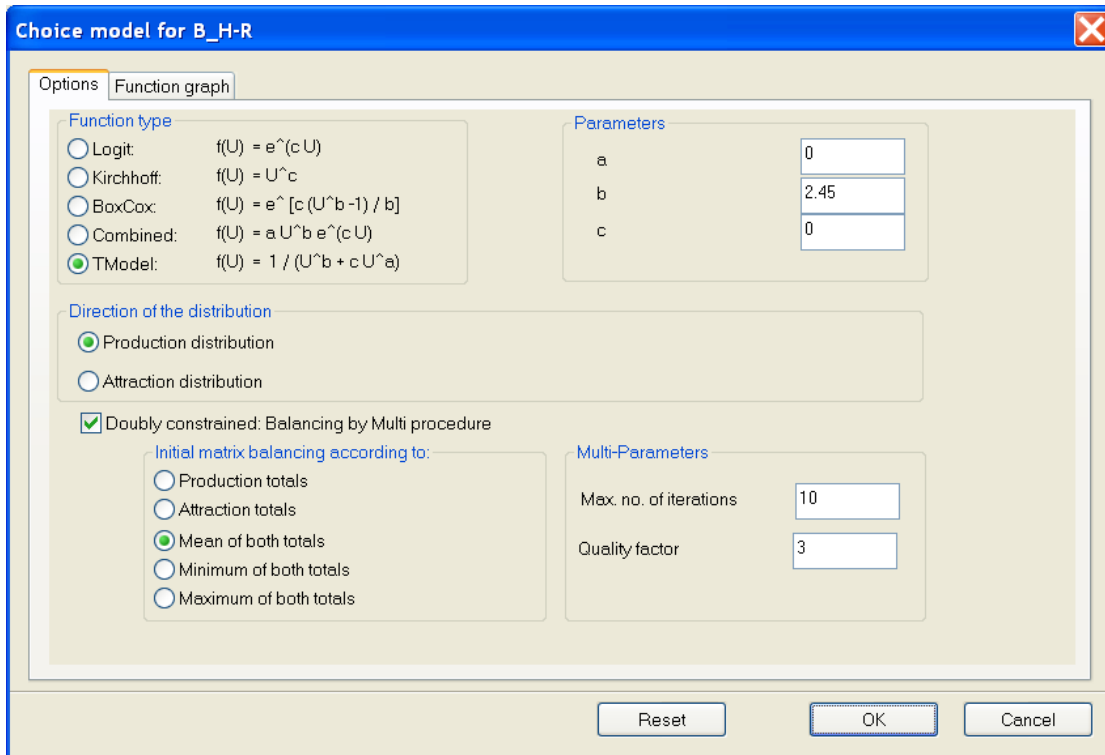 Choice model for B_H-R
Options Function graph
Function type
Logit: f(U) = e^(c U)
Kirchhoff: f(U) = U^c
BoxCox: f(U) = e^ [c (U^b -1) / b]
Combined: f(U) = a U^b e^(c U)
TModel: f(U) = 1 / (U^b + c U^a)
Parameters
a 0
b 2.45
c 0
Direction of the distribution
Production distribution
Attraction distribution
Doubly constrained: Balancing by Multi procedure
Initial matrix balancing according to:
Production totals
Attraction totals
Mean of both totals
Minimum of both totals
Maximum of both totals
Multi-Parameters
Max. no. of iterations 10
Quality factor 3
Reset OK Cancel